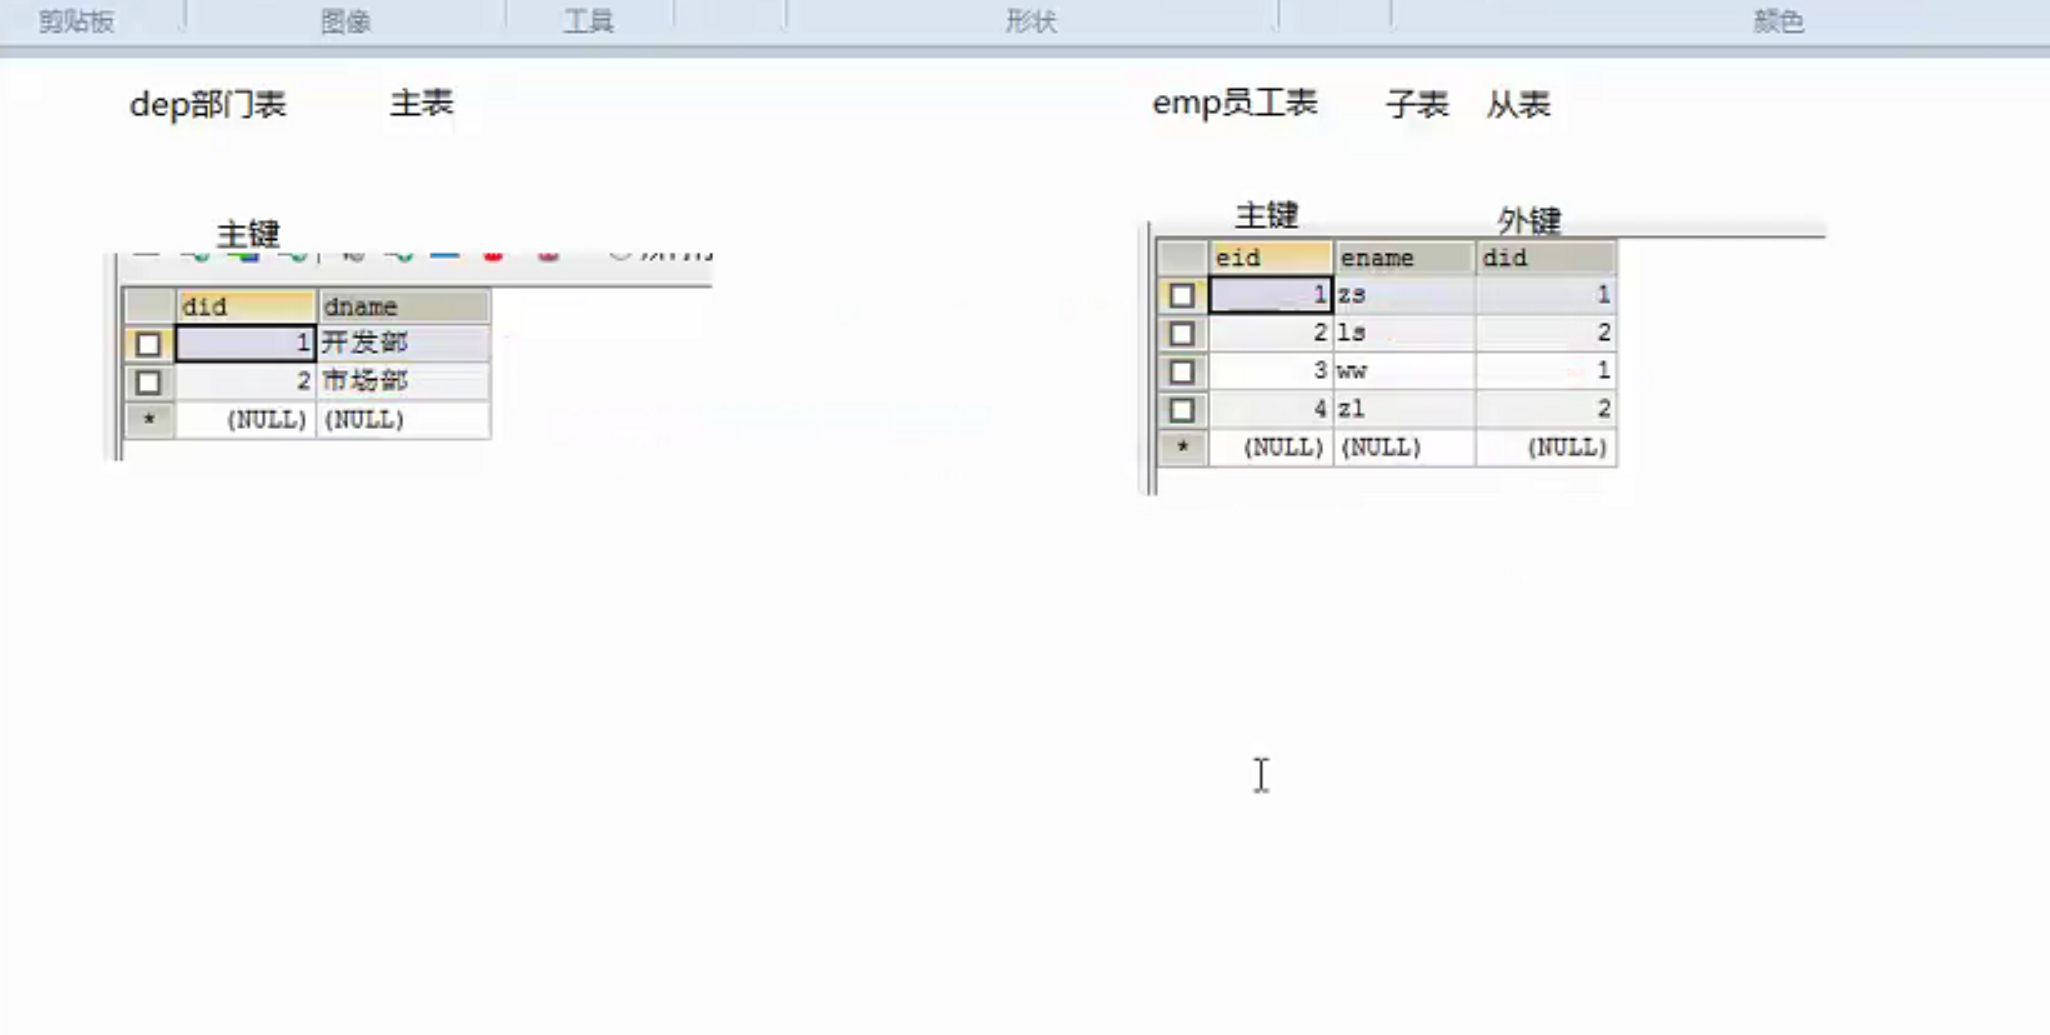 剪贴板 图像 工具 形状 颜色
dep部门表 主表
主键
did dname
1 开发部
2 市场部
* (NULL) (NULL)
emp员工表 子表 从表
主键 外键
eid ename did
1 zs 1
2 ls 2
3 ww 1
4 zl 2
* (NULL) (NULL) (NULL)